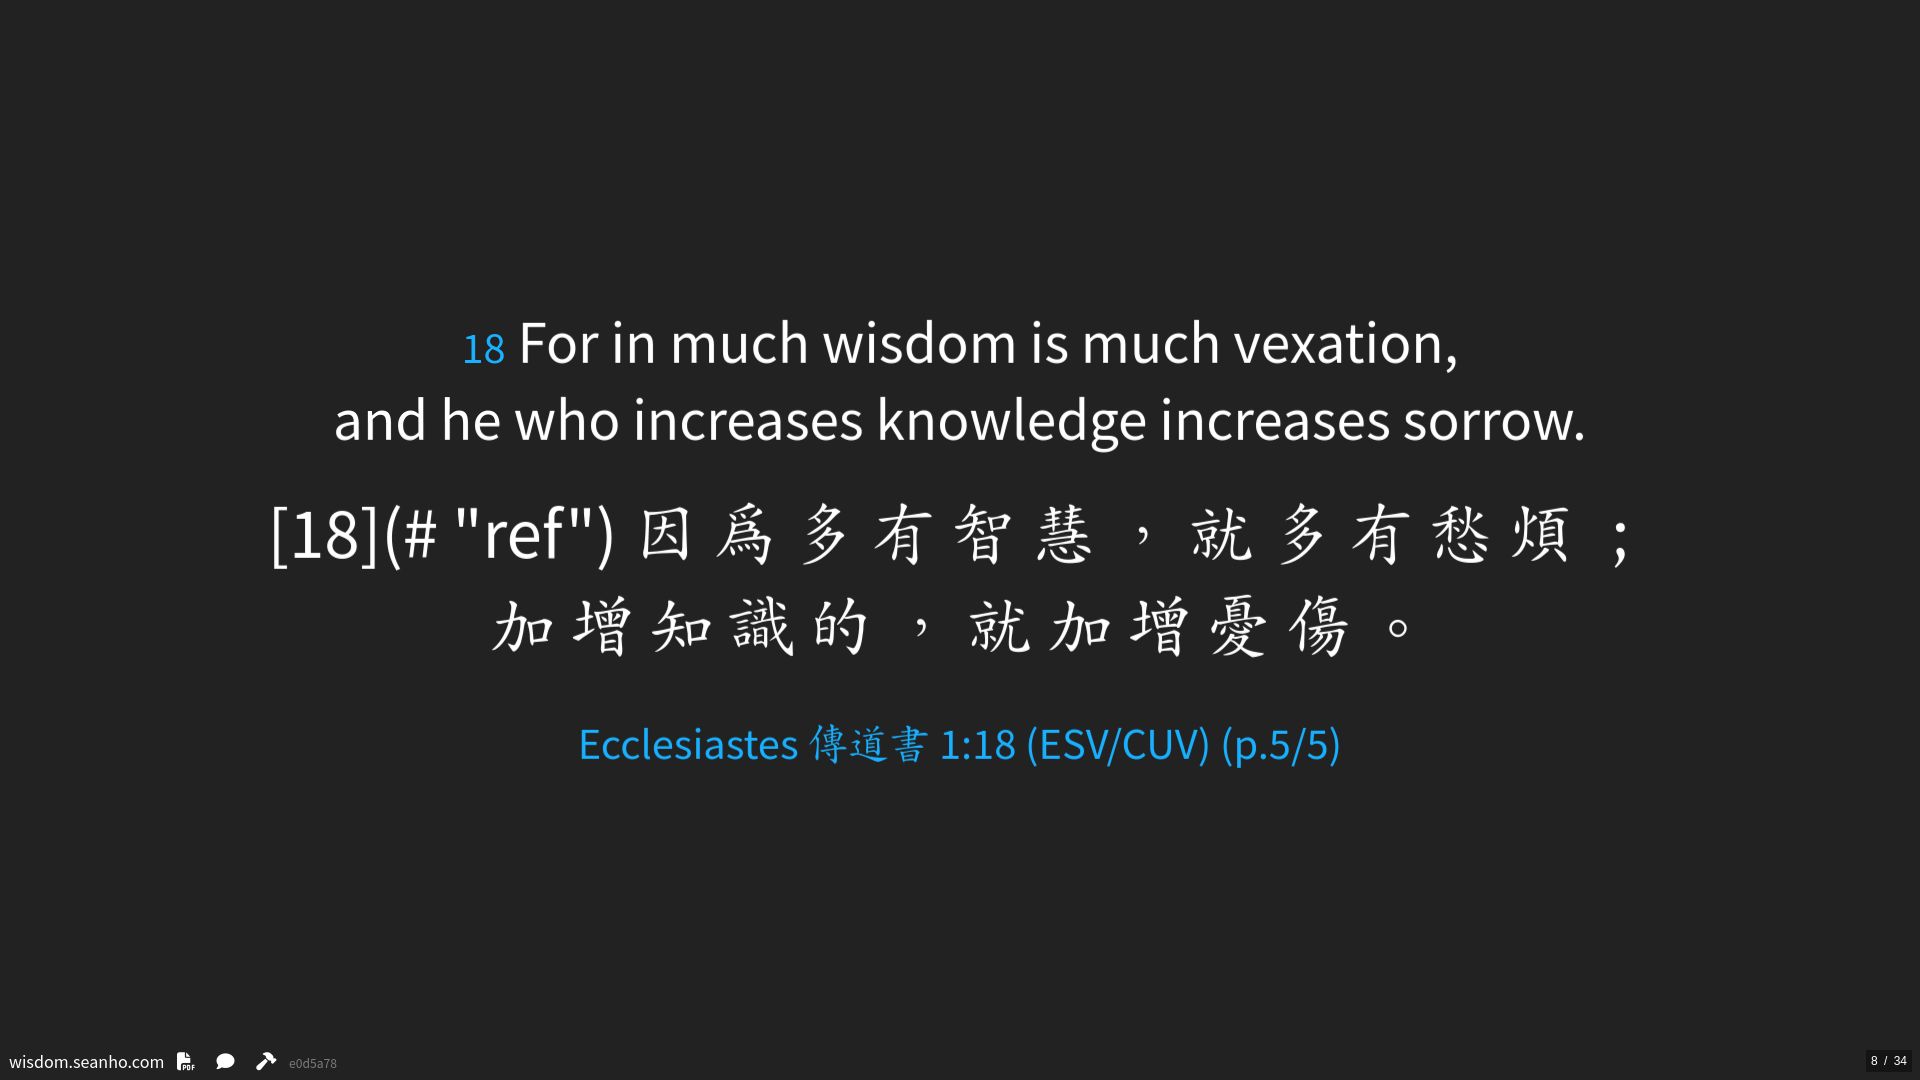 18 For in much wisdom is much vexation,
and he who increases knowledge increases sorrow.
[18](# "ref") 因 爲 多 有 智 慧 ， 就 多 有 愁 煩 ；
加 增 知 識 的 ， 就 加 增 憂 傷 。
Ecclesiastes 傳道書 1:18 (ESV/CUV) (p.5/5)
wisdom.seanho.com PDF e0d5a78
8 / 34